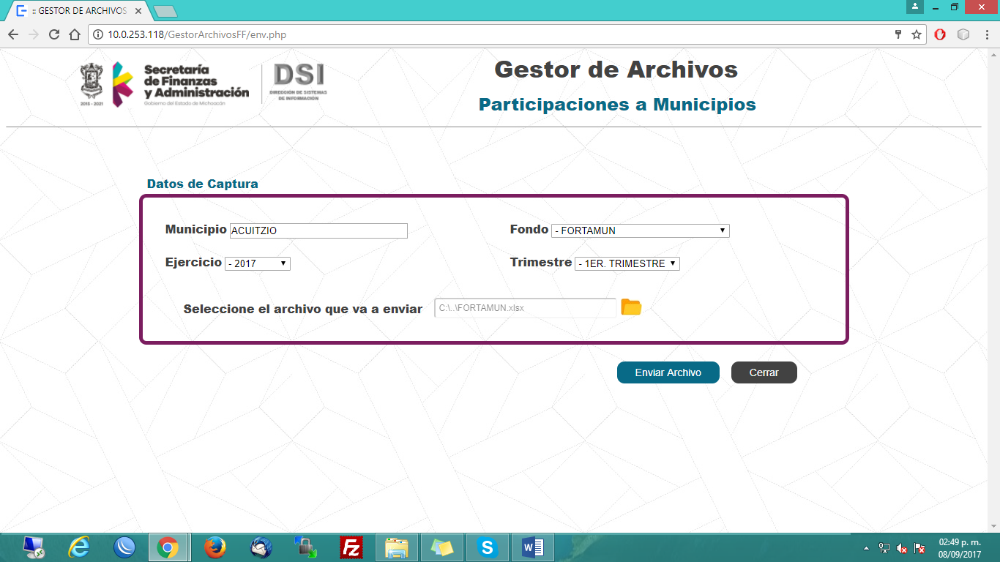 :: GESTOR DE ARCHIVOS
10.0.253.118/GestorArchivosFF/env.php
2015 - 2021
Secretaría
de Finanzas
y Administración
Gobierno del Estado de Michoacán
DSI
DIRECCIÓN DE SISTEMAS
DE INFORMACIÓN
Gestor de Archivos
Participaciones a Municipios
Datos de Captura
Municipio ACUITZIO
Fondo - FORTAMUN
Ejercicio - 2017
Trimestre - 1ER. TRIMESTRE
Seleccione el archivo que va a enviar C:\..\FORTAMUN.xlsx
Enviar Archivo
Cerrar
02:49 p. m.
08/09/2017